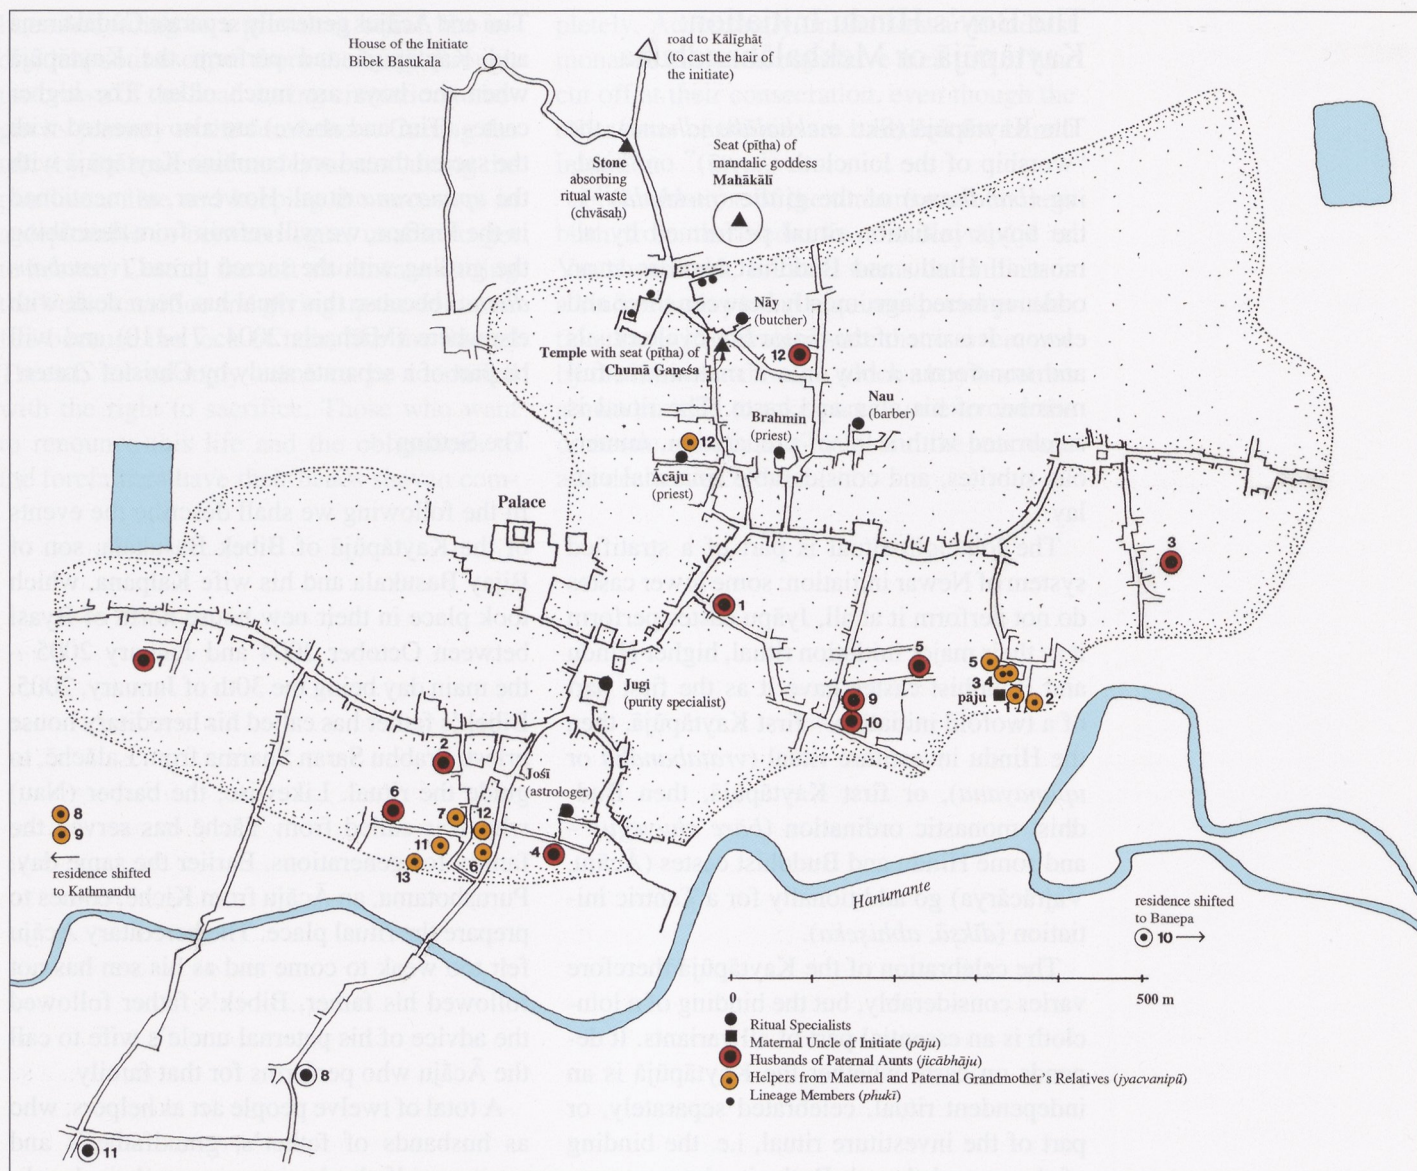 House of the Initiate
Bibek Basukala
road to Kālīghāṭ
(to cast the hair of
the initiate)
Stone
absorbing
ritual waste
(chvāsaḥ)
Seat (pīṭha) of
mandalic goddess
Mahākālī
Nāy
(butcher)
Temple with seat (pīṭha) of
Chumā Gaṇeśa
12
Nau
(barber)
Brahmin
(priest)
12
Ācāju
(priest)
Palace
3
1
7
5
5
3 4
pāju
1
2
9
10
Jugi
(purity specialist)
2
Jośī
(astrologer)
6
7
12
11
13
6
4
8
9
residence shifted
to Kathmandu
Hanumante
residence shifted
to Banepa
10
0
500 m
Ritual Specialists
Maternal Uncle of Initiate (pāju)
Husbands of Paternal Aunts (jicābhāju)
Helpers from Maternal and Paternal Grandmother's Relatives (jyacvanipũ)
Lineage Members (phukī)
8
11